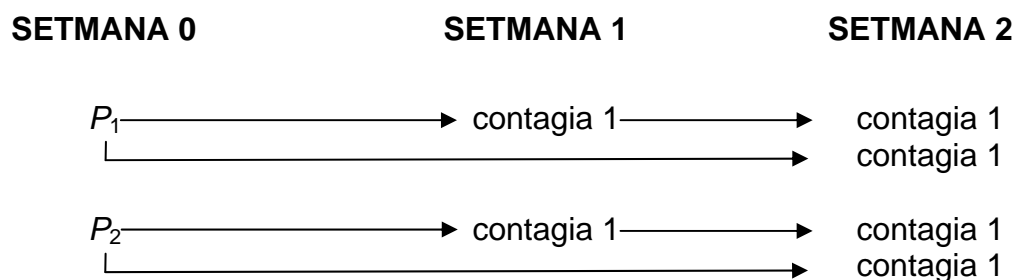 SETMANA 0 SETMANA 1 SETMANA 2
P₁ contagia 1 contagia 1
contagia 1
P₂ contagia 1 contagia 1
contagia 1